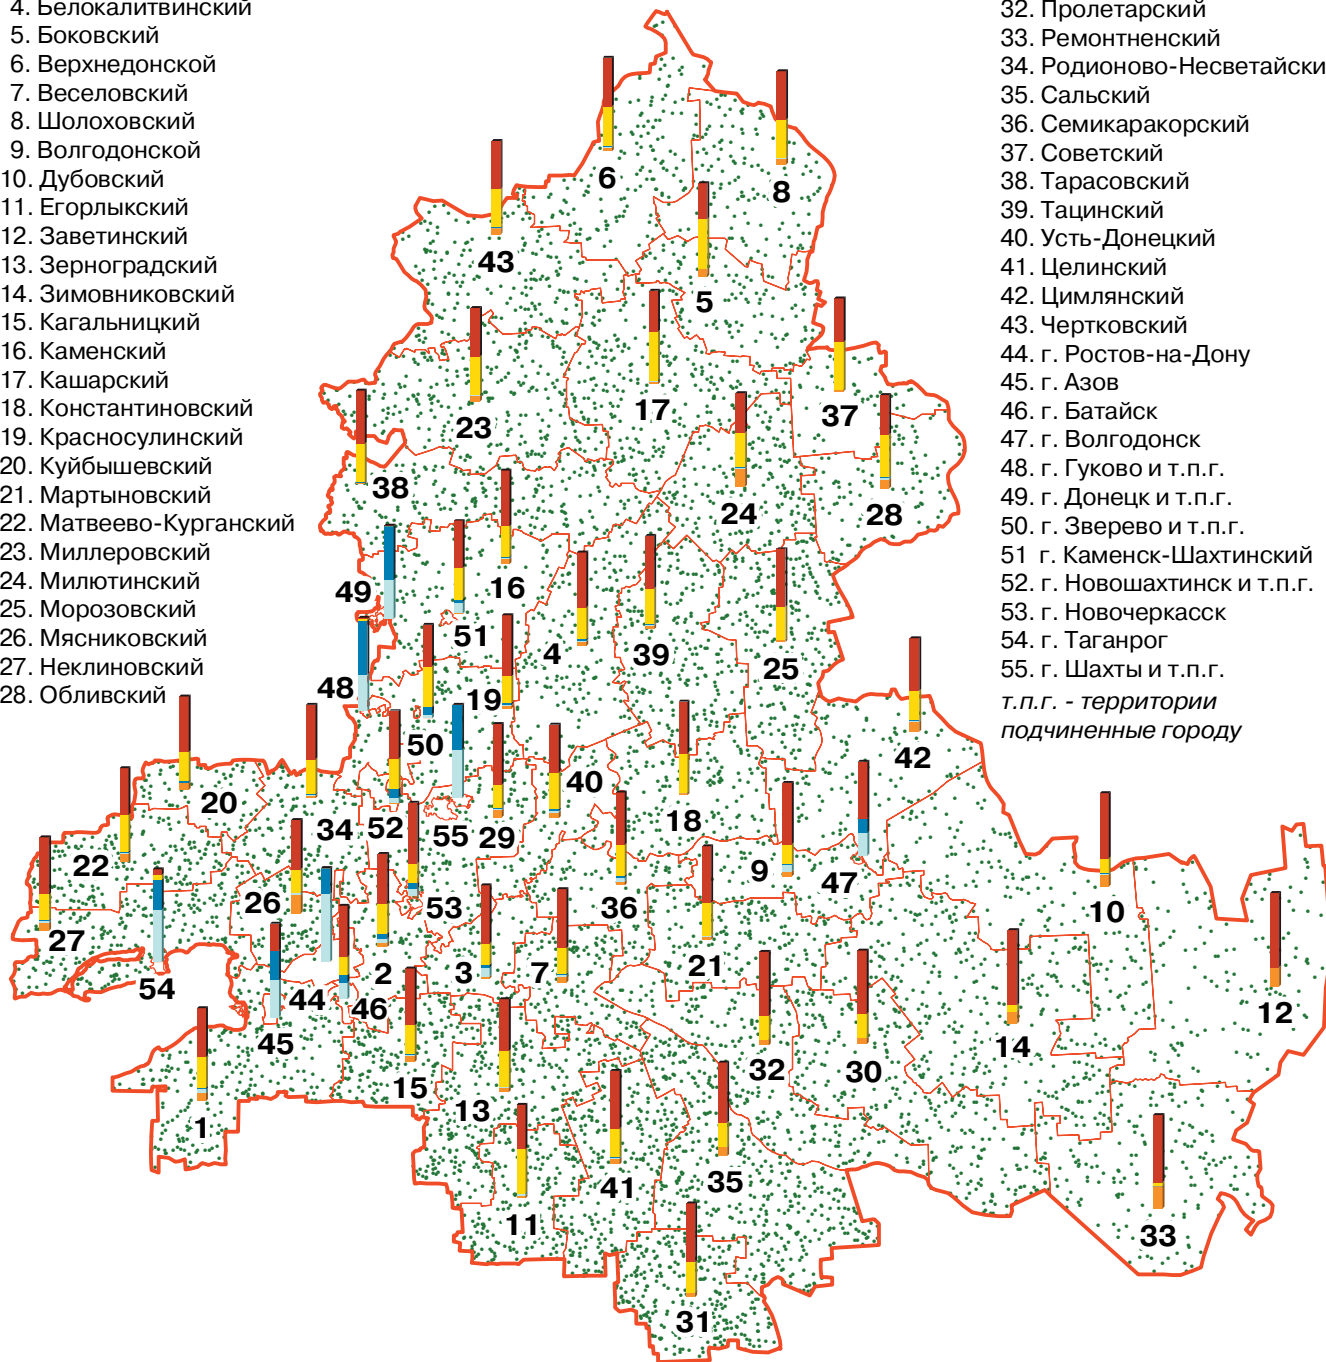 4. Белокалитвинский
5. Боковский
6. Верхнедонской
7. Веселовский
8. Шолоховский
9. Волгодонской
10. Дубовский
11. Егорлыкский
12. Заветинский
13. Зерноградский
14. Зимовниковский
15. Кагальницкий
16. Каменский
17. Кашарский
18. Константиновский
19. Красносулинский
20. Куйбышевский
21. Мартыновский
22. Матвеево-Курганский
23. Миллеровский
24. Милютинский
25. Морозовский
26. Мясниковский
27. Неклиновский
28. Обливский
32. Пролетарский
33. Ремонтненский
34. Родионово-Несветайски
35. Сальский
36. Семикаракорский
37. Советский
38. Тарасовский
39. Тацинский
40. Усть-Донецкий
41. Целинский
42. Цимлянский
43. Чертковский
44. г. Ростов-на-Дону
45. г. Азов
46. г. Батайск
47. г. Волгодонск
48. г. Гуково и т.п.г.
49. г. Донецк и т.п.г.
50. г. Зверево и т.п.г.
51 г. Каменск-Шахтинский
52. г. Новошахтинск и т.п.г.
53. г. Новочеркасск
54. г. Таганрог
55. г. Шахты и т.п.г.
т.п.г. - территории
подчиненные городу
6
8
43
5
17
37
23
38
24
28
16
49
51
4
39
25
48
19
50
42
40
20
34
52
55
29
18
22
9
47
26
53
36
10
27
2
3
7
21
54
44
46
12
45
14
32
30
15
13
1
35
41
11
33
31